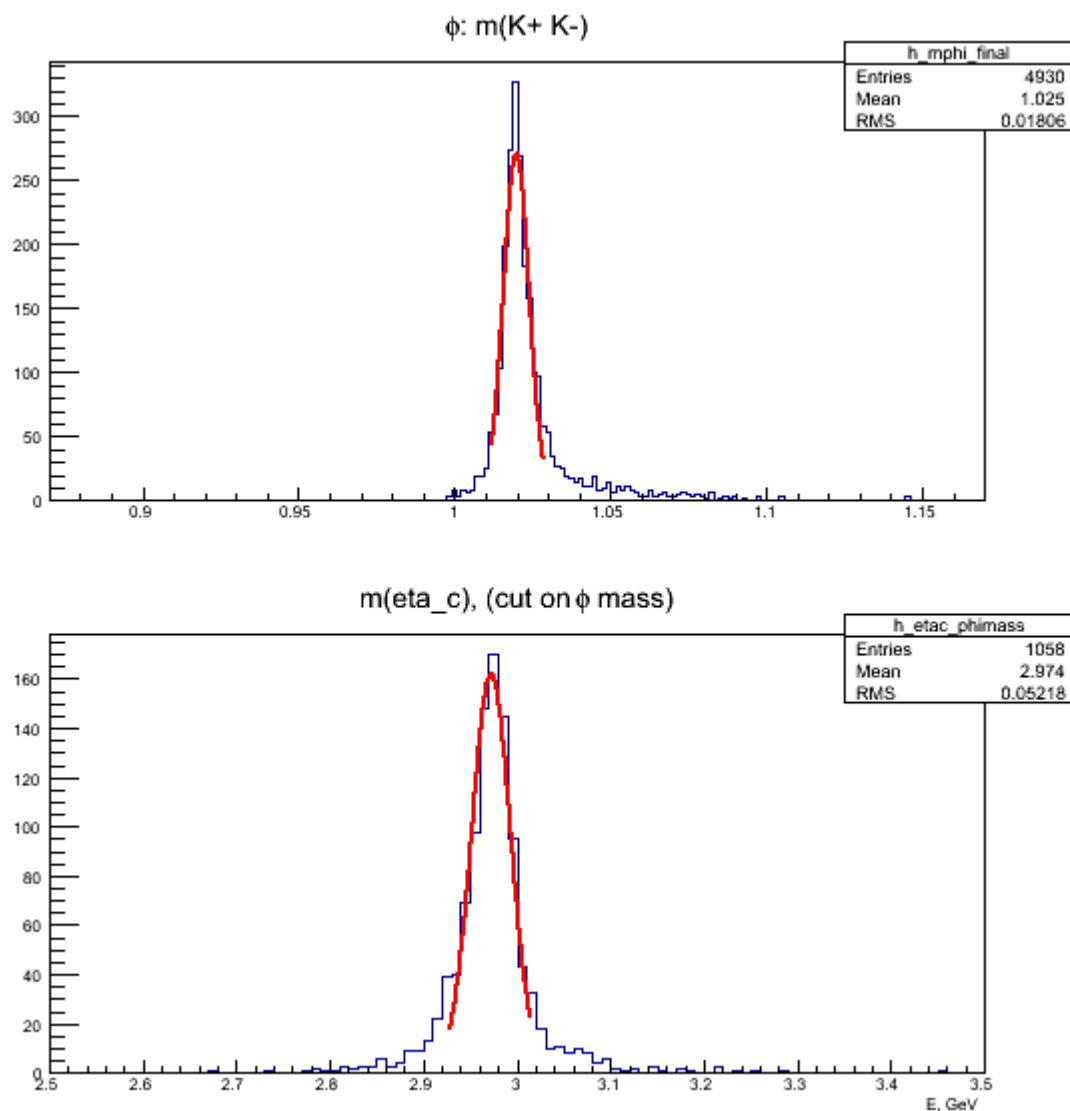 ϕ: m(K+ K-)
h_mphi_final
Entries 4930
Mean 1.025
RMS 0.01806
300
250
200
150
100
50
0
0.9 0.95 1 1.05 1.1 1.15
m(eta_c), (cut on ϕ mass)
h_etac_phimass
Entries 1058
Mean 2.974
RMS 0.05218
160
140
120
100
80
60
40
20
0
2.5 2.6 2.7 2.8 2.9 3 3.1 3.2 3.3 3.4 3.5
E, GeV